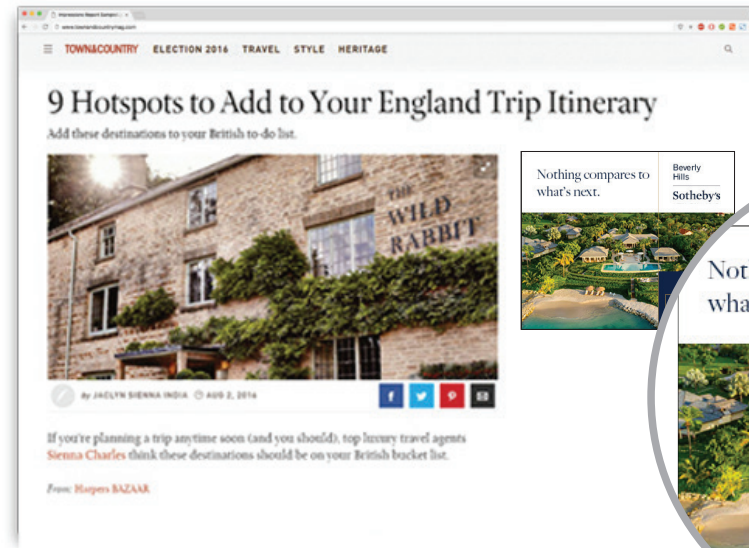 www.townandcountrymag.com
TOWN&COUNTRY ELECTION 2016 TRAVEL STYLE HERITAGE
9 Hotspots to Add to Your England Trip Itinerary
Add these destinations to your British to-do list.
THE
WILD
RABBIT
By JACLYN SIENNA INDIA AUG 2, 2016
If you're planning a trip anytime soon (and you should), top luxury travel agents
Sienna Charles think these destinations should be on your British bucket list.
From: Harpers BAZAAR
Nothing compares to
what's next.
Beverly
Hills
Sotheby's
Not
wha